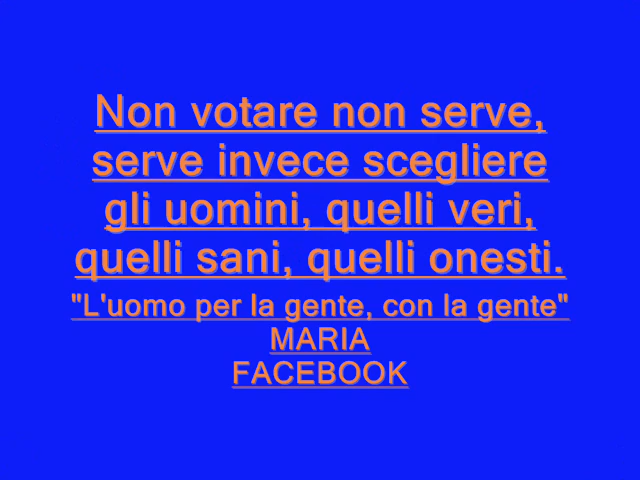 Non votare non serve,
serve invece scegliere
gli uomini, quelli veri,
quelli sani, quelli onesti.
"L'uomo per la gente, con la gente"
MARIA
FACEBOOK